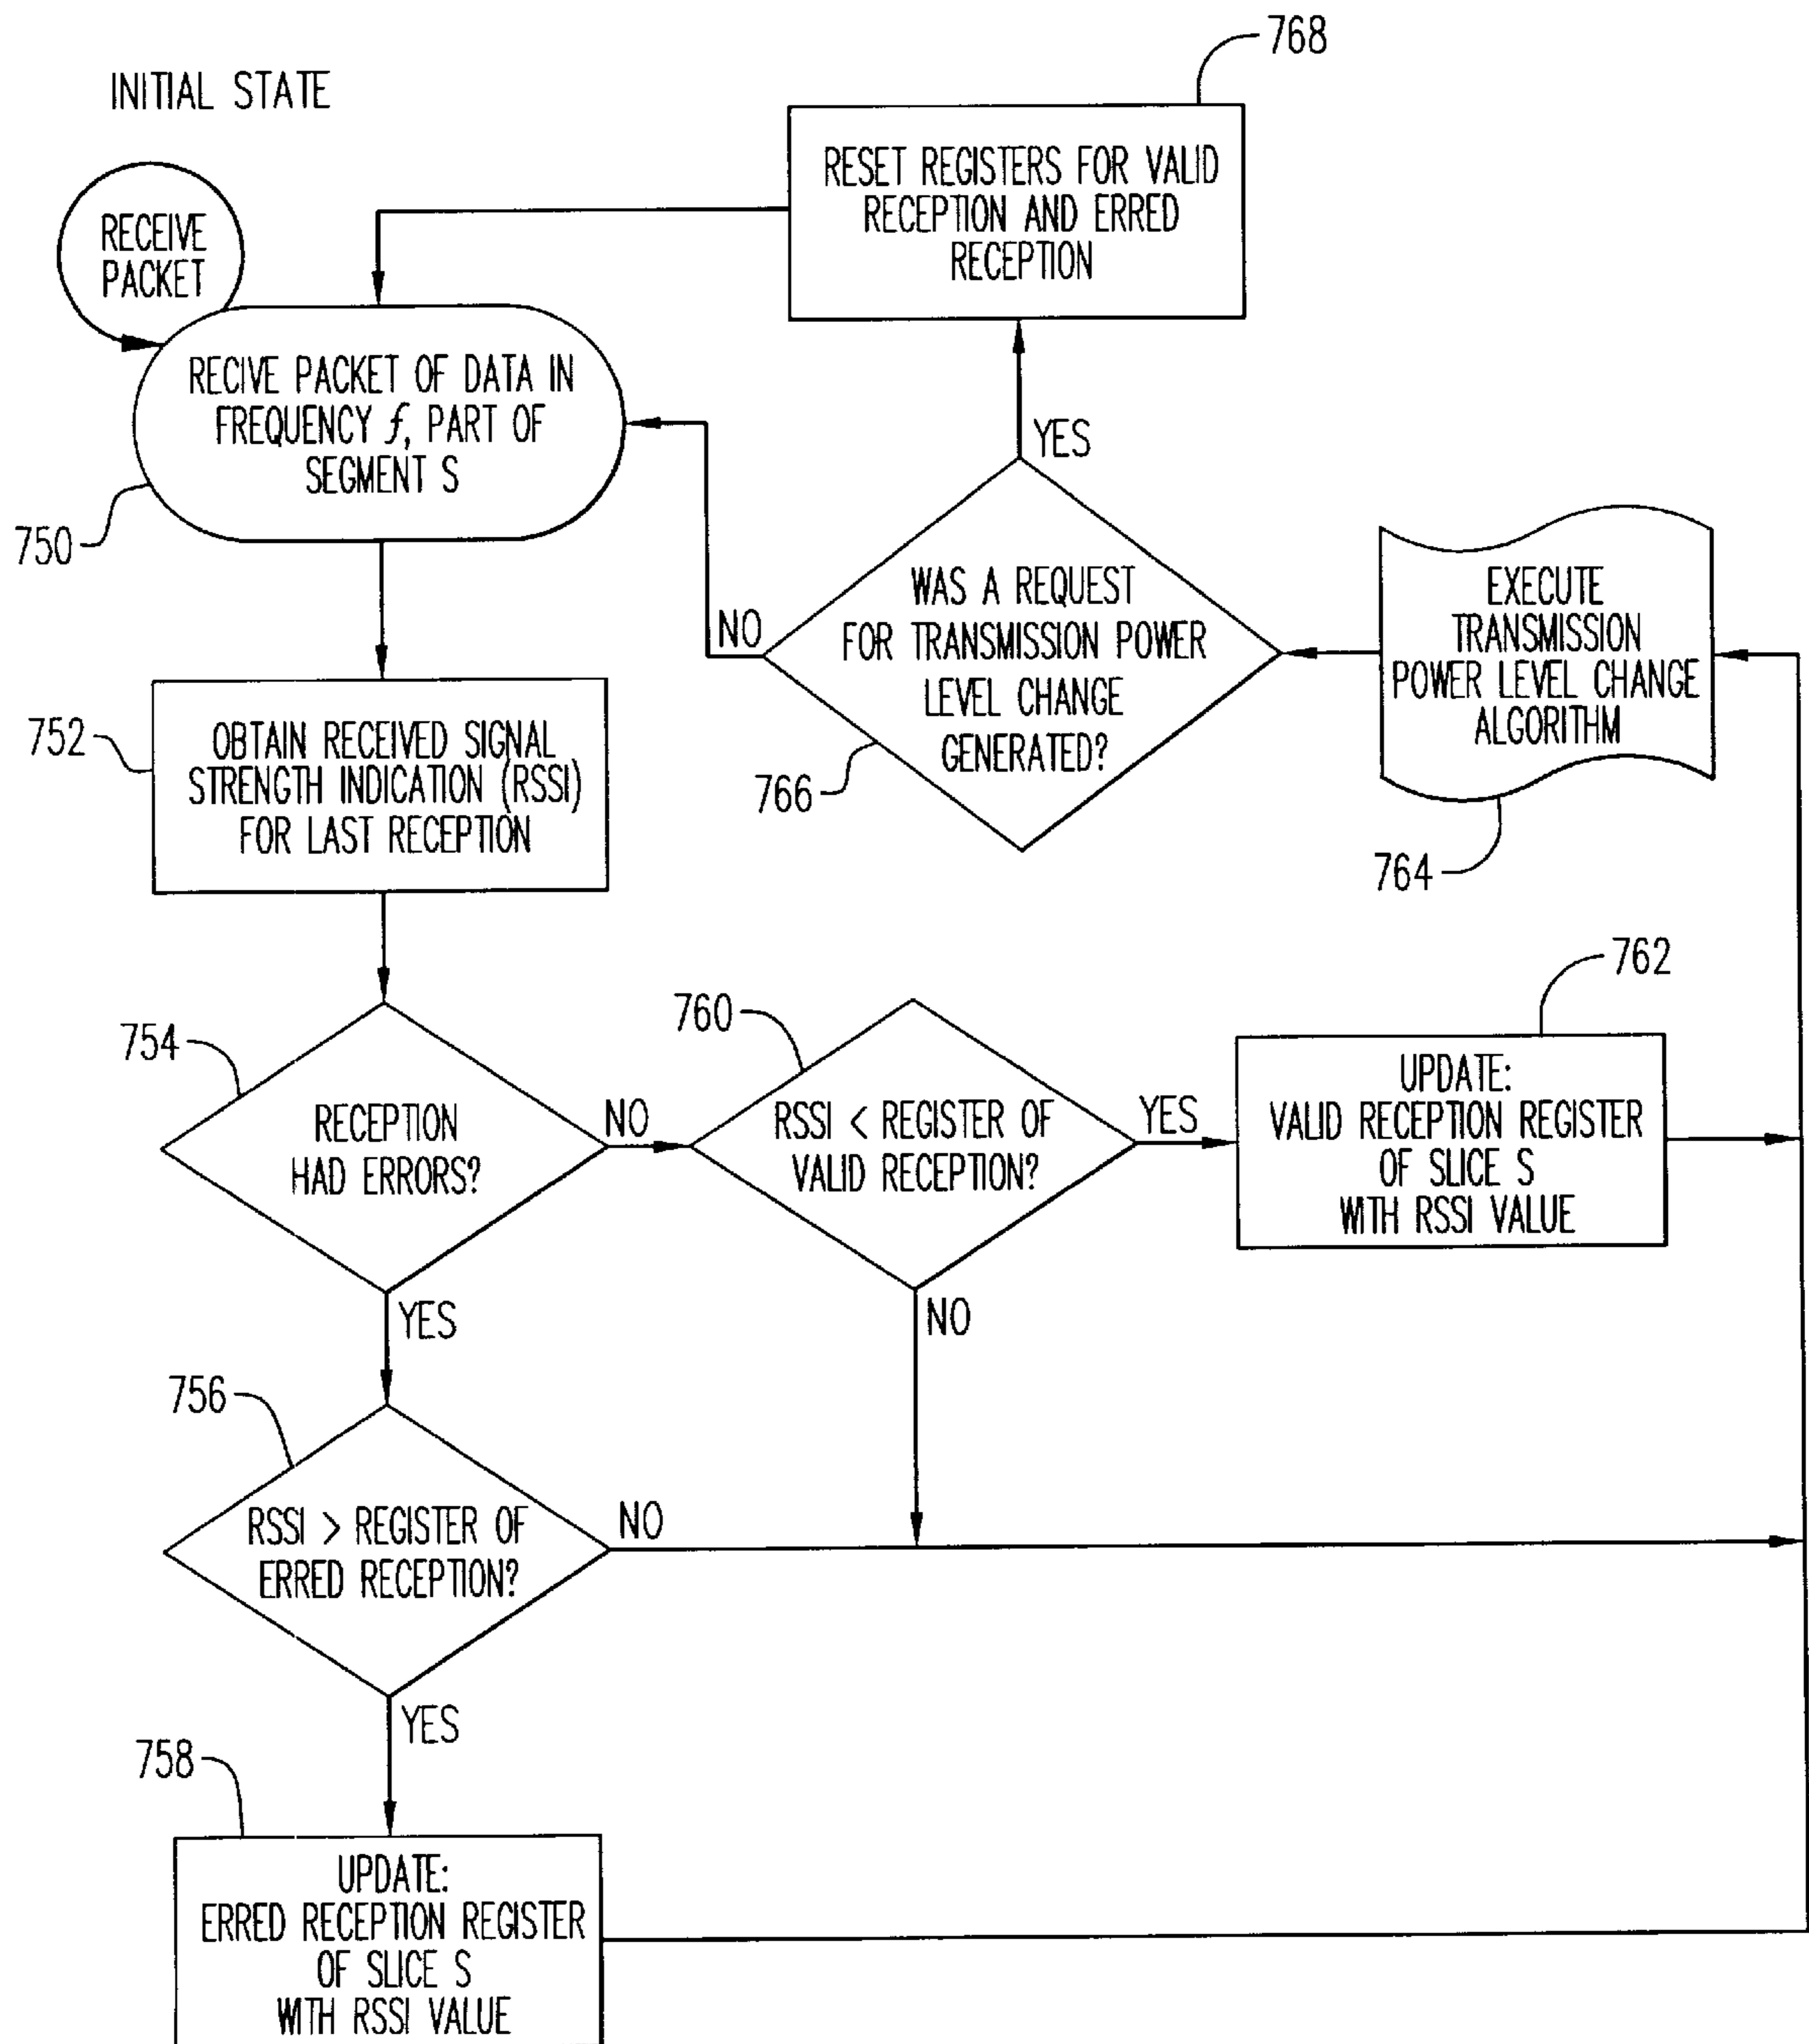 768
INITIAL STATE
RESET REGISTERS FOR VALID
RECEPTION AND ERRED
RECEPTION
RECEIVE
PACKET
RECIVE PACKET OF DATA IN
FREQUENCY f, PART OF
SEGMENT S
750
YES
WAS A REQUEST
FOR TRANSMISSION POWER
LEVEL CHANGE
GENERATED?
NO
766
EXECUTE
TRANSMISSION
POWER LEVEL CHANGE
ALGORITHM
764
752
OBTAIN RECEIVED SIGNAL
STRENGTH INDICATION (RSSI)
FOR LAST RECEPTION
754
RECEPTION
HAD ERRORS?
NO
YES
760
RSSI < REGISTER OF
VALID RECEPTION?
YES
NO
762
UPDATE:
VALID RECEPTION REGISTER
OF SLICE S
WITH RSSI VALUE
756
RSSI > REGISTER OF
ERRED RECEPTION?
NO
YES
758
UPDATE:
ERRED RECEPTION REGISTER
OF SLICE S
WITH RSSI VALUE